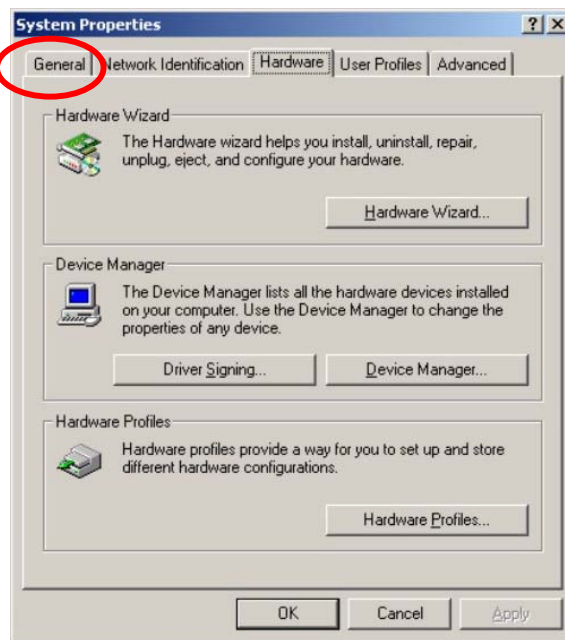 System Properties
General Network Identification Hardware User Profiles Advanced
Hardware Wizard
The Hardware wizard helps you install, uninstall, repair,
unplug, eject, and configure your hardware.
Hardware Wizard...
Device Manager
The Device Manager lists all the hardware devices installed
on your computer. Use the Device Manager to change the
properties of any device.
Driver Signing... Device Manager...
Hardware Profiles
Hardware profiles provide a way for you to set up and store
different hardware configurations.
Hardware Profiles...
OK Cancel Apply